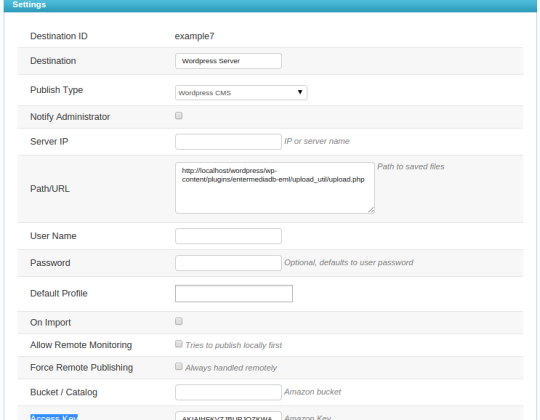 Settings
Destination ID example7
Destination Wordpress Server
Publish Type Wordpress CMS
Notify Administrator
Server IP IP or server name
Path/URL http://localhost/wordpress/wp-
content/plugins/entermediadb-eml/upload_util/upload.php
Path to saved files
User Name
Password Optional, defaults to user password
Default Profile
On Import
Allow Remote Monitoring Tries to publish locally first
Force Remote Publishing Always handled remotely
Bucket / Catalog Amazon bucket
Access Key Amazon Key